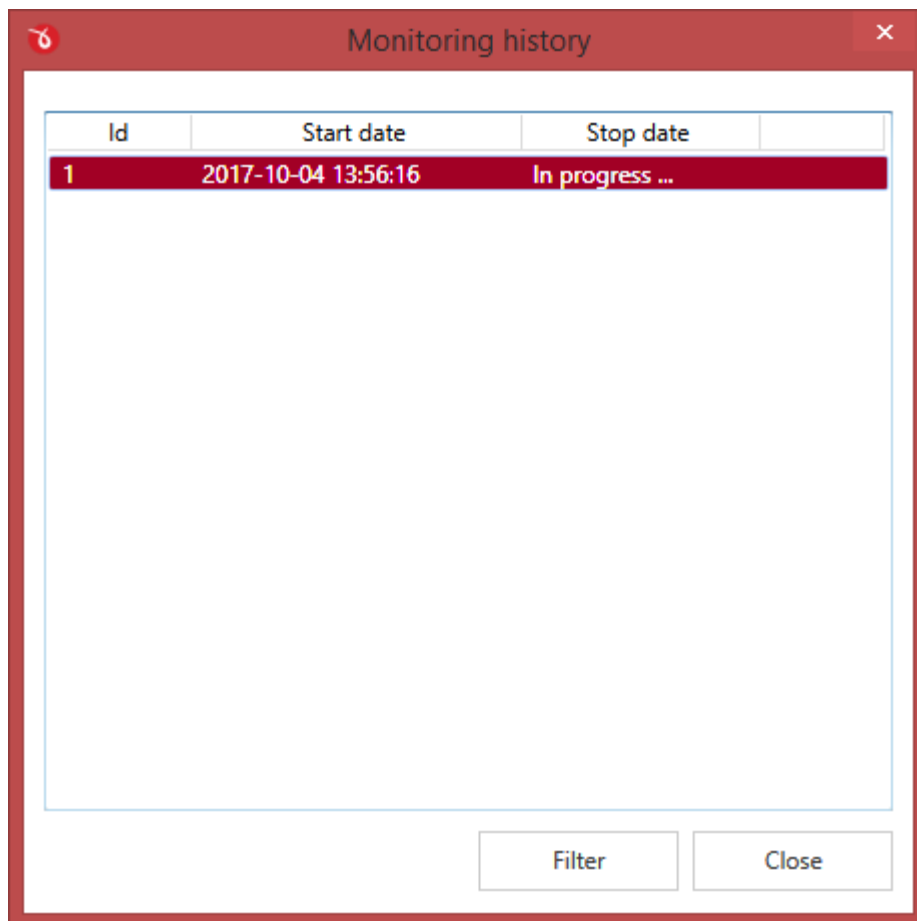 Monitoring history
Id Start date Stop date
1 2017-10-04 13:56:16 In progress ...
Filter Close